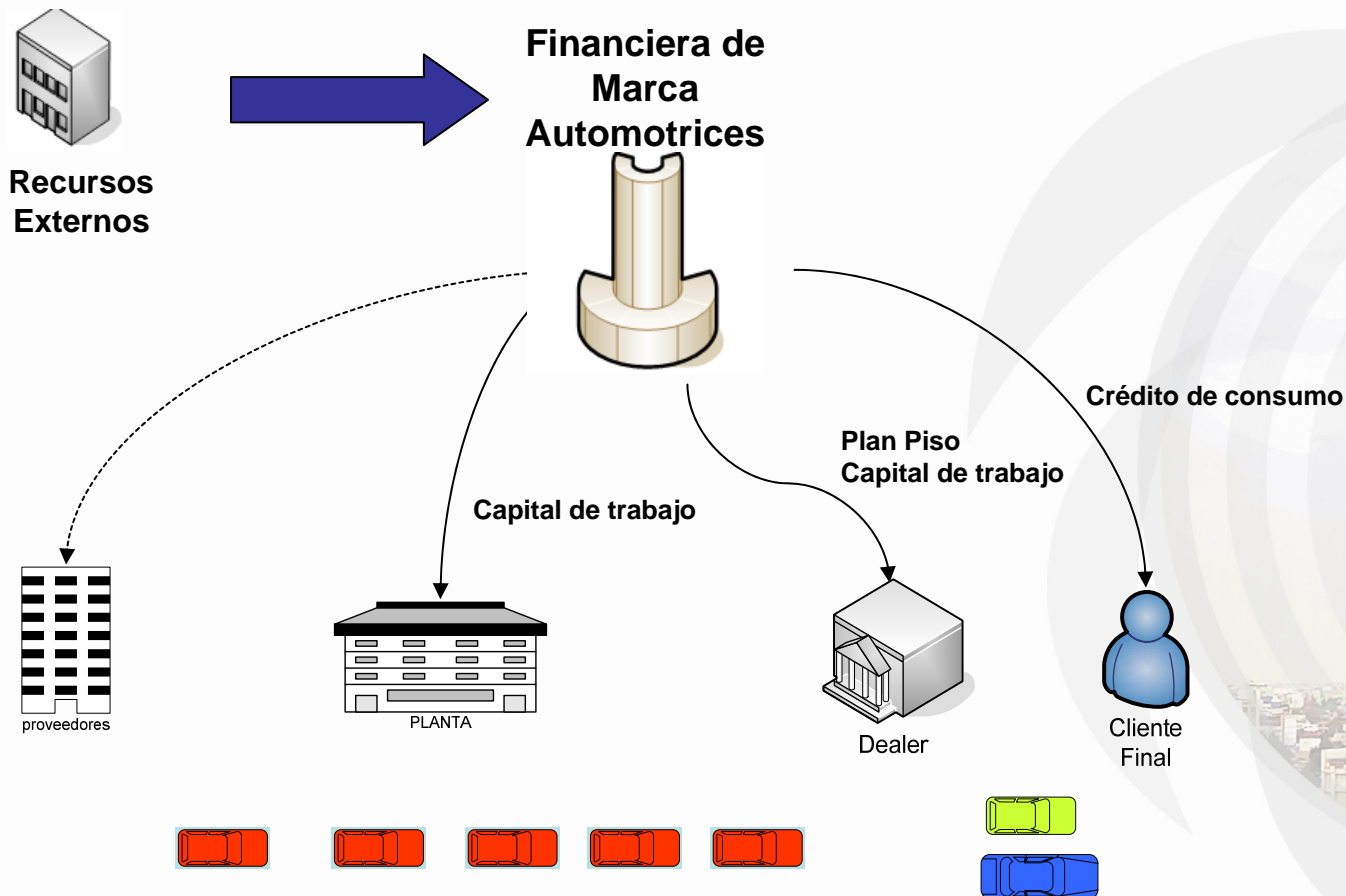 Financiera de
Marca
Automotrices
Recursos
Externos
Crédito de consumo
Plan Piso
Capital de trabajo
Capital de trabajo
proveedores
PLANTA
Dealer
Cliente
Final